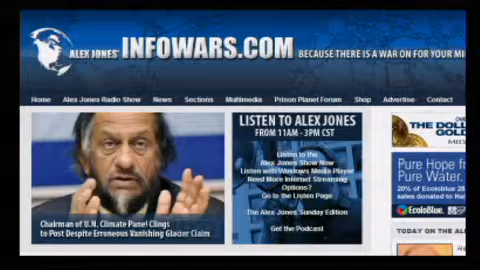 ALEX JONES' INFOWARS.COM BECAUSE THERE IS A WAR ON FOR YOUR MI
Home Alex Jones Radio Show News Sections Multimedia Prison Planet Forum Shop Advertise Contact
Chairman of U.N. Climate Panel Clings
to Post Despite Erroneous Vanishing Glacier Claim
LISTEN TO ALEX JONES
FROM 11AM - 3PM CST
Listen to the
Alex Jones Show Now
Listen with Windows Media Player
Need More Internet Streaming
Options?
Go to the Listen Page
The Alex Jones Sunday Edition
Get the Podcast
THE DOLL
GOLD
Pure Hope f
Pure Water.
20% of Ecoloblue 28
sales donated to Hai
EcoloBlue
TODAY ON THE AL